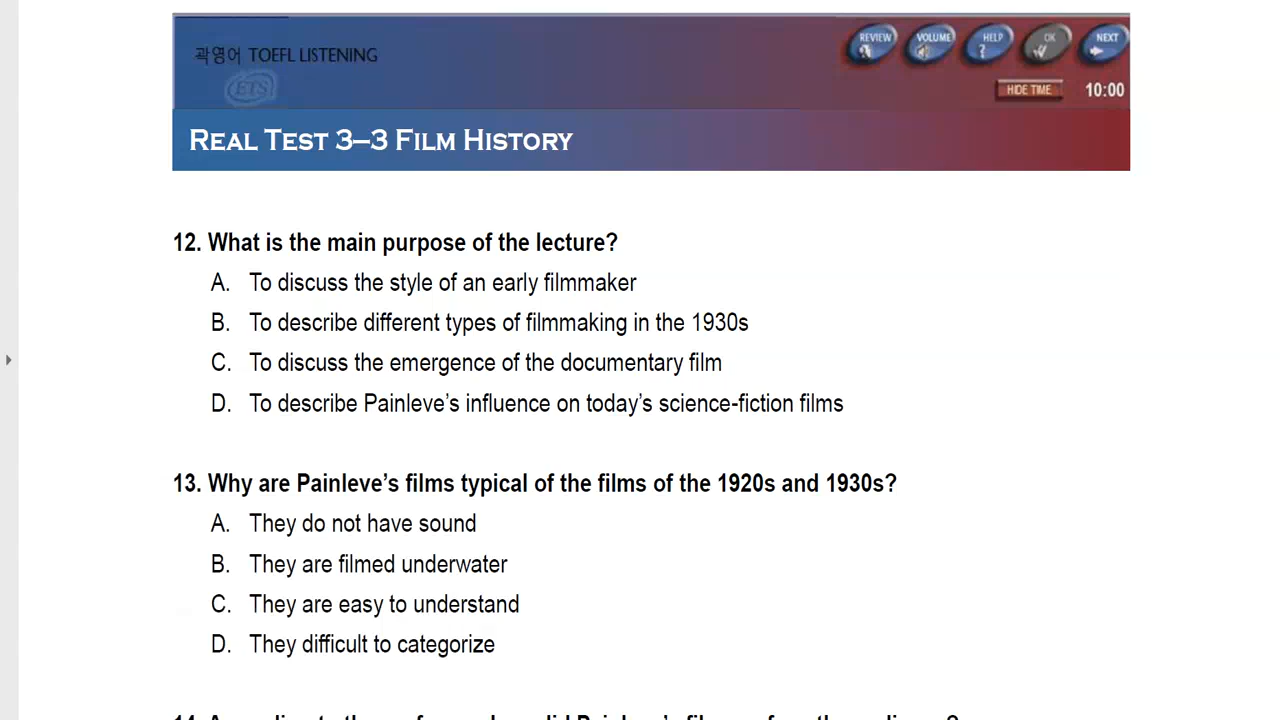 곽영어 TOEFL LISTENING
REVIEW
VOLUME
HELP
?
OK
NEXT
ETS
HIDE TIME
10:00
REAL TEST 3–3 FILM HISTORY
12. What is the main purpose of the lecture?
A. To discuss the style of an early filmmaker
B. To describe different types of filmmaking in the 1930s
C. To discuss the emergence of the documentary film
D. To describe Painleve’s influence on today’s science-fiction films
13. Why are Painleve’s films typical of the films of the 1920s and 1930s?
A. They do not have sound
B. They are filmed underwater
C. They are easy to understand
D. They difficult to categorize